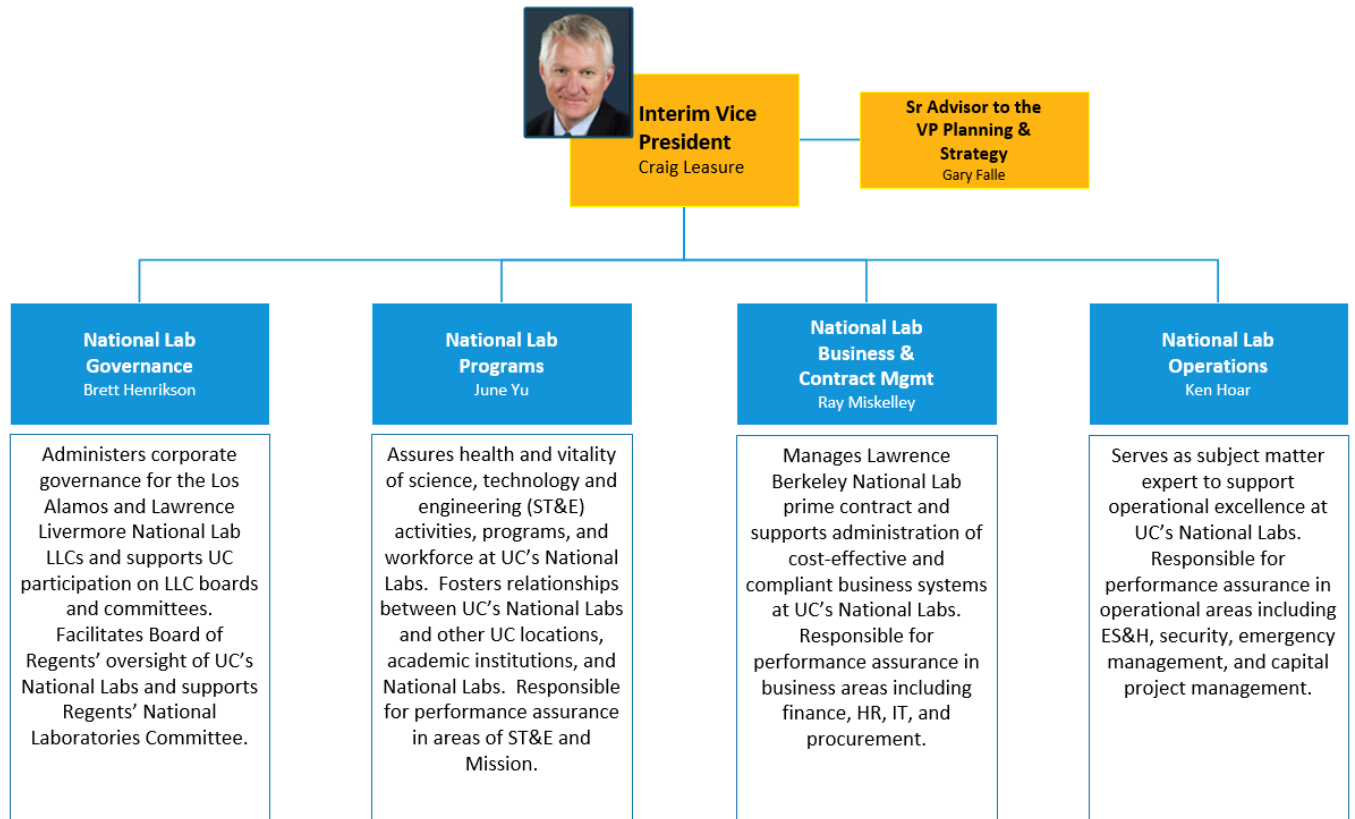 Interim Vice
President
Craig Leasure
Sr Advisor to the
VP Planning &
Strategy
Gary Falle
National Lab
Governance
Brett Henrikson
Administers corporate
governance for the Los
Alamos and Lawrence
Livermore National Lab
LLCs and supports UC
participation on LLC boards
and committees.
Facilitates Board of
Regents’ oversight of UC’s
National Labs and supports
Regents’ National
Laboratories Committee.
National Lab
Programs
June Yu
Assures health and vitality
of science, technology and
engineering (ST&E)
activities, programs, and
workforce at UC’s National
Labs.  Fosters relationships
between UC’s National Labs
and other UC locations,
academic institutions, and
National Labs.  Responsible
for performance assurance
in areas of ST&E and
Mission.
National Lab
Business &
Contract Mgmt
Ray Miskelley
Manages Lawrence
Berkeley National Lab
prime contract and
supports administration of
cost-effective and
compliant business systems
at UC’s National Labs.
Responsible for
performance assurance in
business areas including
finance, HR, IT, and
procurement.
National Lab
Operations
Ken Hoar
Serves as subject matter
expert to support
operational excellence at
UC’s National Labs.
Responsible for
performance assurance in
operational areas including
ES&H, security, emergency
management, and capital
project management.